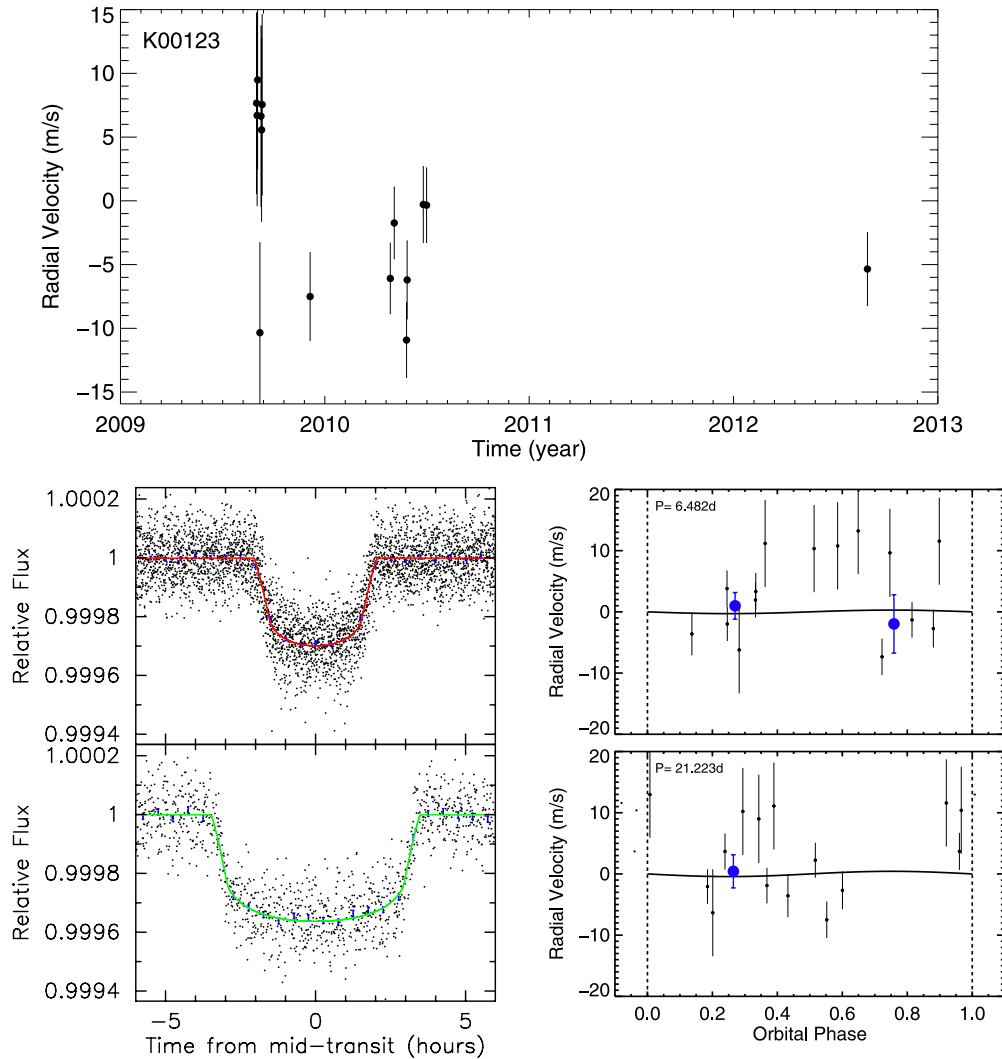 K00123
15
10
5
0
−5
−10
−15
Radial Velocity (m/s)
2009 2010 2011 2012 2013
Time (year)
1.0002
1
0.9998
0.9996
0.9994
Relative Flux
1.0002
1
0.9998
0.9996
0.9994
Relative Flux
−5 0 5
Time from mid−transit (hours)
P= 6.482d
20
10
0
−10
−20
Radial Velocity (m/s)
P= 21.223d
20
10
0
−10
−20
Radial Velocity (m/s)
0.0 0.2 0.4 0.6 0.8 1.0
Orbital Phase